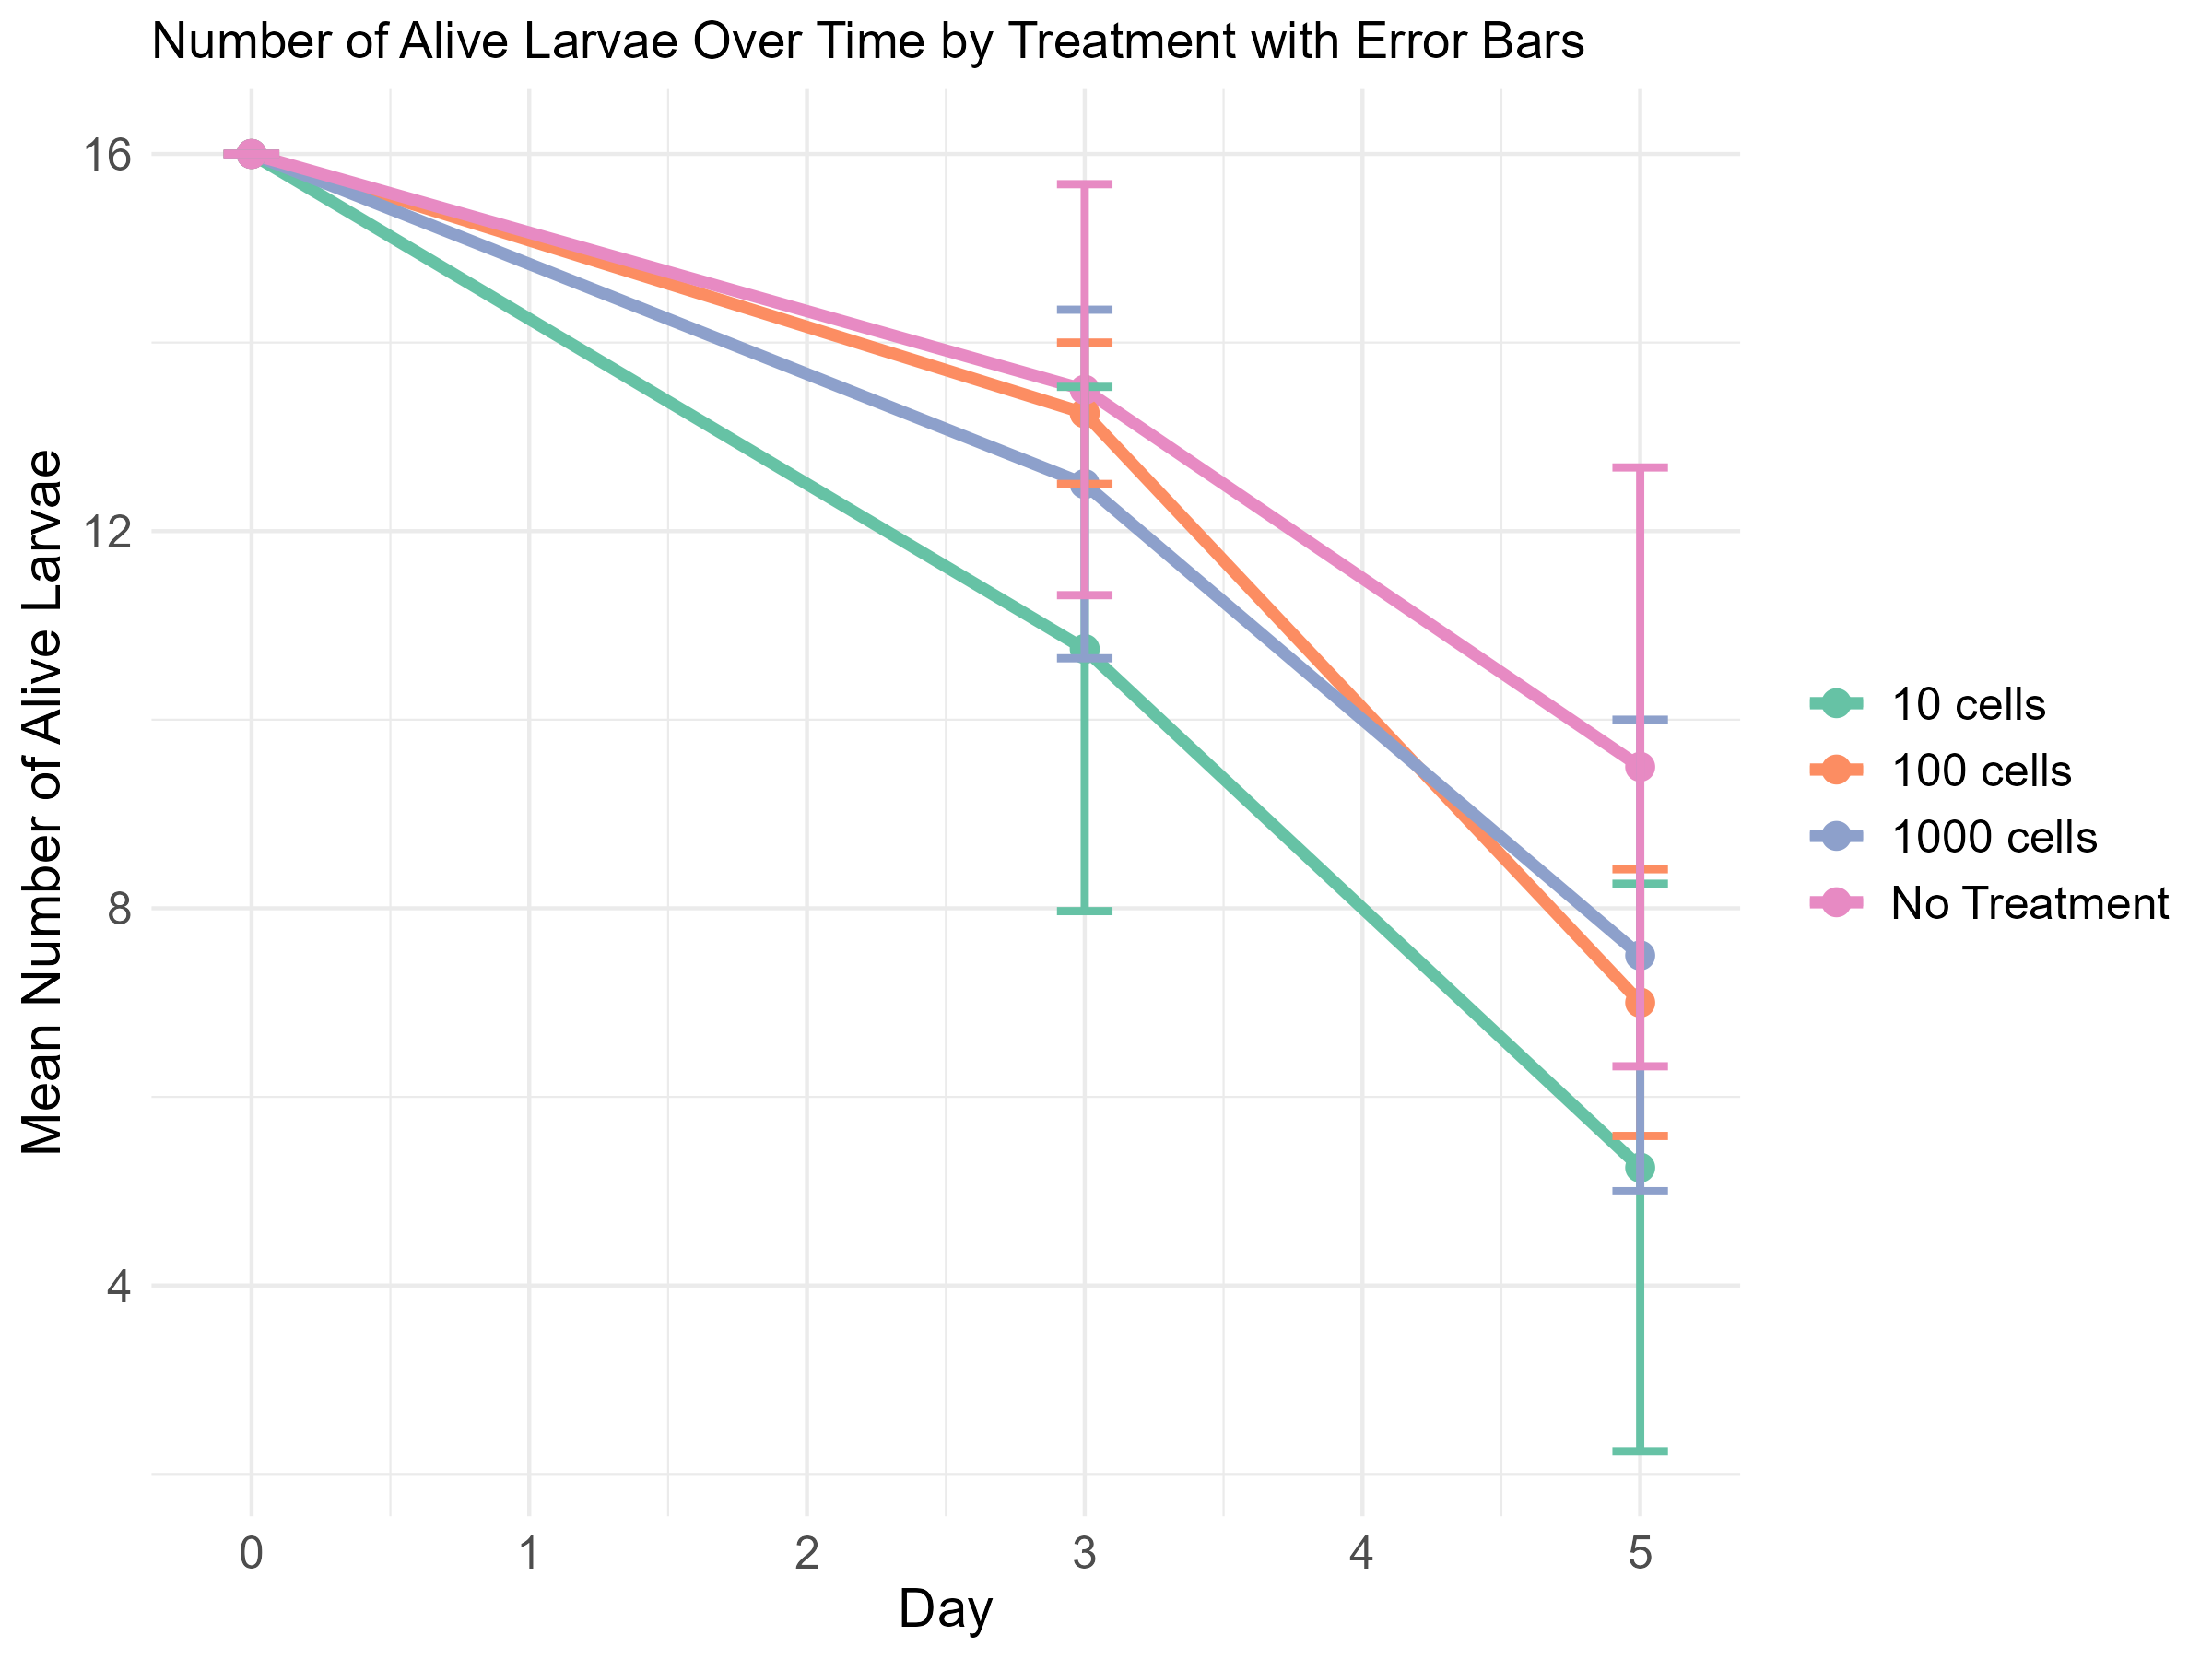 Number of Alive Larvae Over Time by Treatment with Error Bars
Mean Number of Alive Larvae
16
12
8
4
0 1 2 3 4 5
Day
10 cells
100 cells
1000 cells
No Treatment